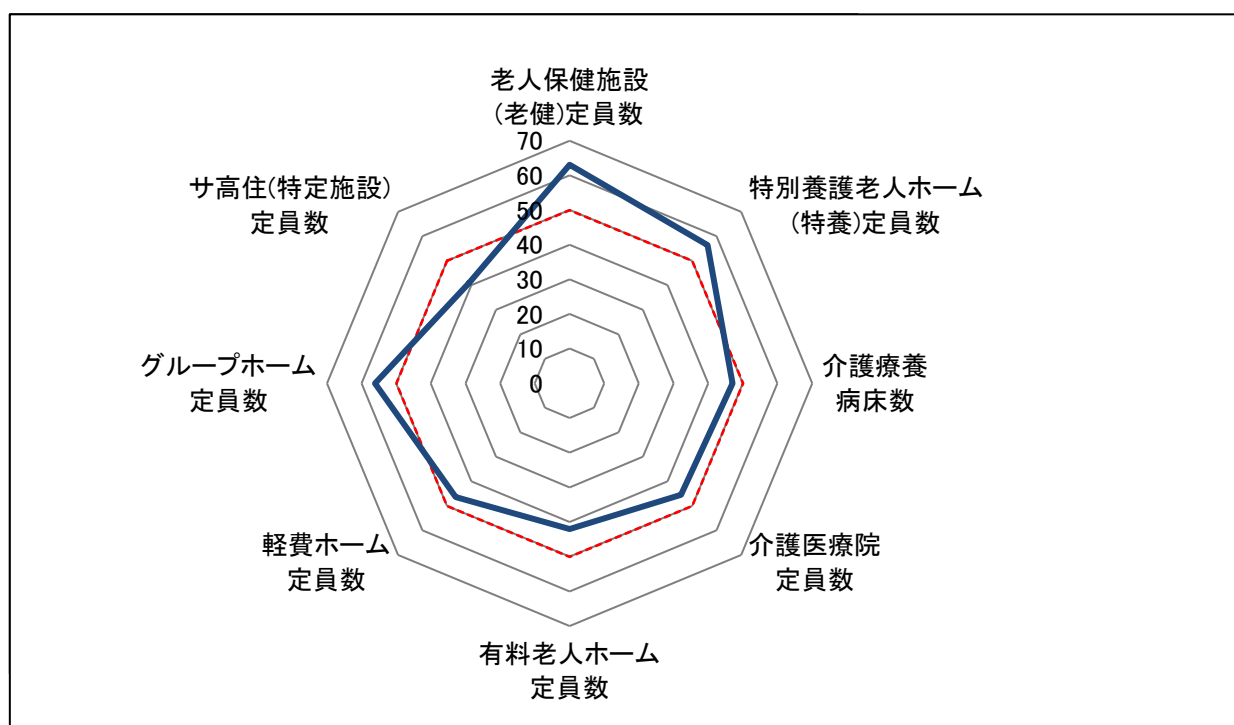 老人保健施設
(老健)定員数
特別養護老人ホーム
(特養)定員数
介護療養
病床数
介護医療院
定員数
有料老人ホーム
定員数
軽費ホーム
定員数
グループホーム
定員数
サ高住(特定施設)
定員数
70
60
50
40
30
20
10
0